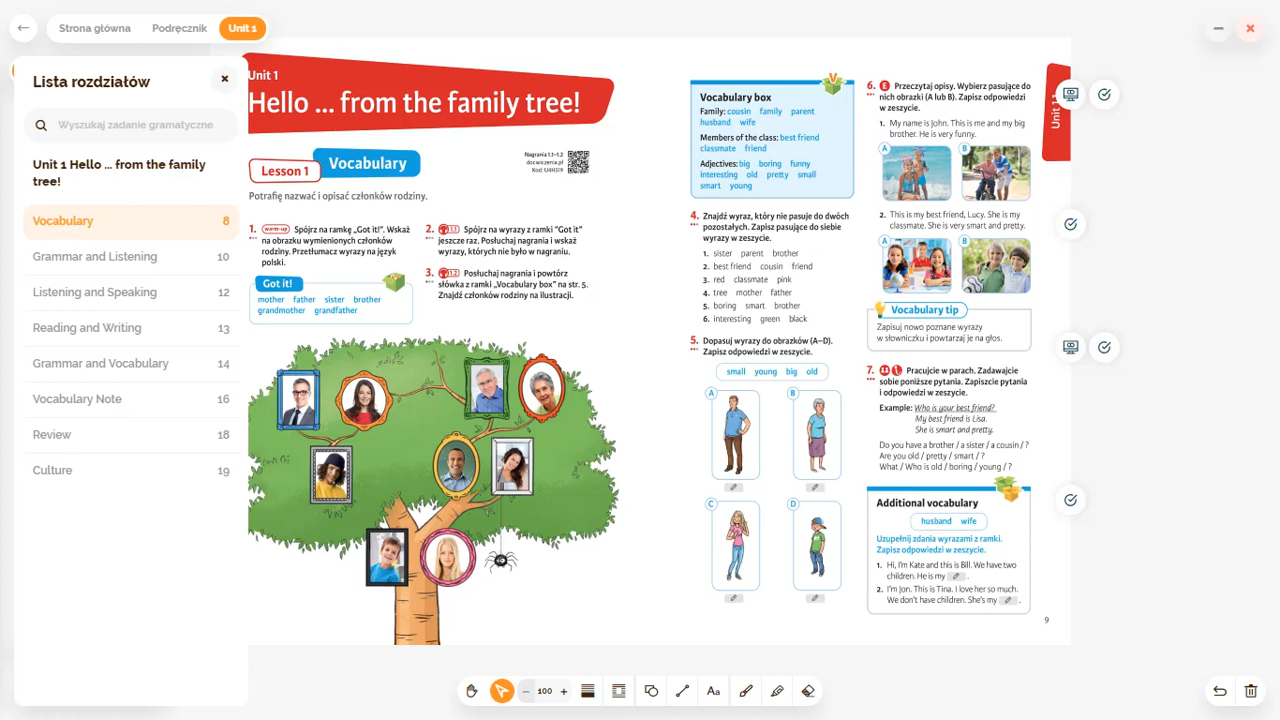 Strona główna
Podręcznik
Unit 1
Lista rozdziałów
Wyszukaj zadanie gramatyczne
Unit 1 Hello ... from the family
tree!
Vocabulary 8
Grammar and Listening 10
Listening and Speaking 12
Reading and Writing 13
Grammar and Vocabulary 14
Vocabulary Note 16
Review 18
Culture 19
Unit 1
Hello ... from the family tree!
Lesson 1
Vocabulary
Nagrania 1.1–1.2
docwiczenia.pl
Kod: U4H519
Potrafię nazwać i opisać członków rodziny.
1. warm-up Spójrz na ramkę „Got it!”. Wskaż
na obrazku wymienionych członków
rodziny. Przetłumacz wyrazy na język
polski.
Got it!
mother father sister brother
grandmother grandfather
2. 1.1 Spójrz na wyrazy z ramki "Got it"
jeszcze raz. Posłuchaj nagrania i wskaż
wyrazy, których nie było w nagraniu.
3. 1.2 Posłuchaj nagrania i powtórz
słówka z ramki „Vocabulary box” na str. 5.
Znajdź członków rodziny na ilustracji.
Vocabulary box
Family: cousin family parent
husband wife
Members of the class: best friend
classmate friend
Adjectives: big boring funny
interesting old pretty small
smart young
4. Znajdź wyraz, który nie pasuje do dwóch
pozostałych. Zapisz pasujące do siebie
wyrazy w zeszycie.
1. sister parent brother
2. best friend cousin friend
3. red classmate pink
4. tree mother father
5. boring smart brother
6. interesting green black
5. Dopasuj wyrazy do obrazków (A–D).
Zapisz odpowiedzi w zeszycie.
small young big old
A
B
C
D
6. E Przeczytaj opisy. Wybierz pasujące do
nich obrazki (A lub B). Zapisz odpowiedzi
w zeszycie.
1. My name is John. This is me and my big
brother. He is very funny.
A
B
2. This is my best friend, Lucy. She is my
classmate. She is very smart and pretty.
A
B
Vocabulary tip
Zapisuj nowo poznane wyrazy
w słowniczku i powtarzaj je na głos.
7. Pracujcie w parach. Zadawajcie
sobie poniższe pytania. Zapiszcie pytania
i odpowiedzi w zeszycie.
Example: Who is your best friend?
My best friend is Lisa.
She is smart and pretty.
Do you have a brother / a sister / a cousin / ?
Are you old / pretty / smart / ?
What / Who is old / boring / young / ?
Additional vocabulary
husband wife
Uzupełnij zdania wyrazami z ramki.
Zapisz odpowiedzi w zeszycie.
1. Hi, I'm Kate and this is Bill. We have two
children. He is my .
2. I'm Jon. This is Tina. I love her so much.
We don't have children. She's my .
9
100
Aa